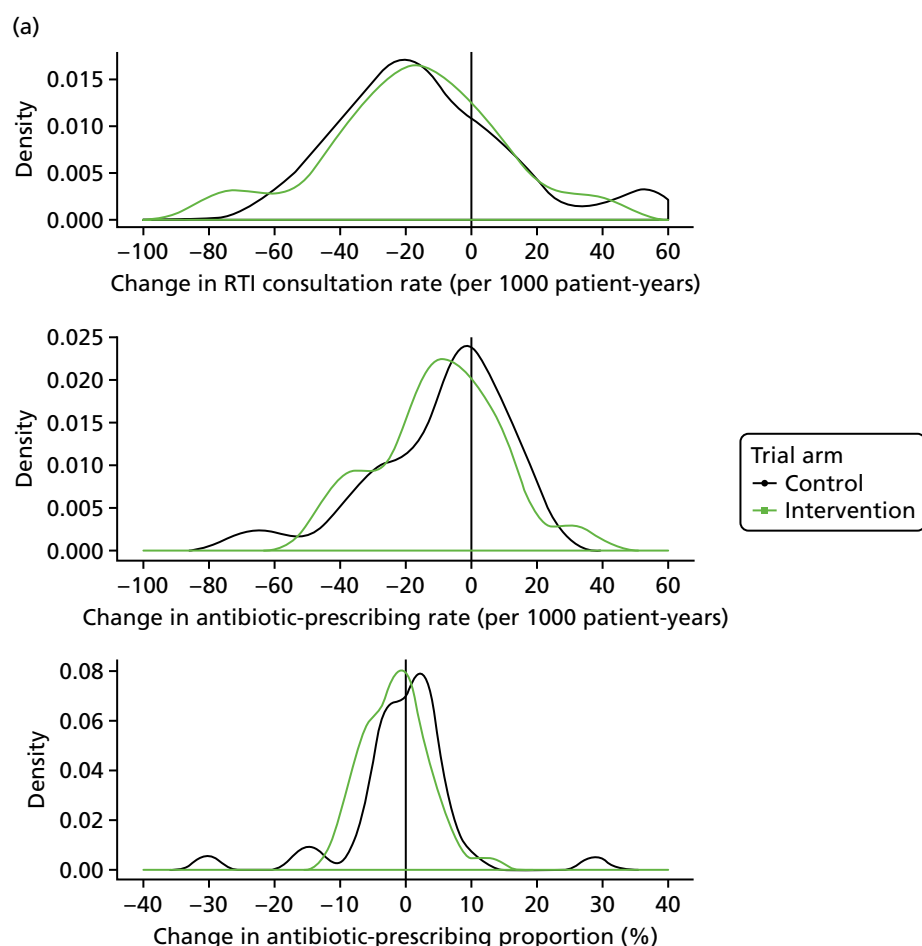 (a)
Density
0.015
0.010
0.005
0.000
−100 −80 −60 −40 −20 0 20 40 60
Change in RTI consultation rate (per 1000 patient-years)
Density
0.025
0.020
0.015
0.010
0.005
0.000
−100 −80 −60 −40 −20 0 20 40 60
Change in antibiotic-prescribing rate (per 1000 patient-years)
Trial arm
Control
Intervention
Density
0.08
0.06
0.04
0.02
0.00
−40 −30 −20 −10 0 10 20 30 40
Change in antibiotic-prescribing proportion (%)